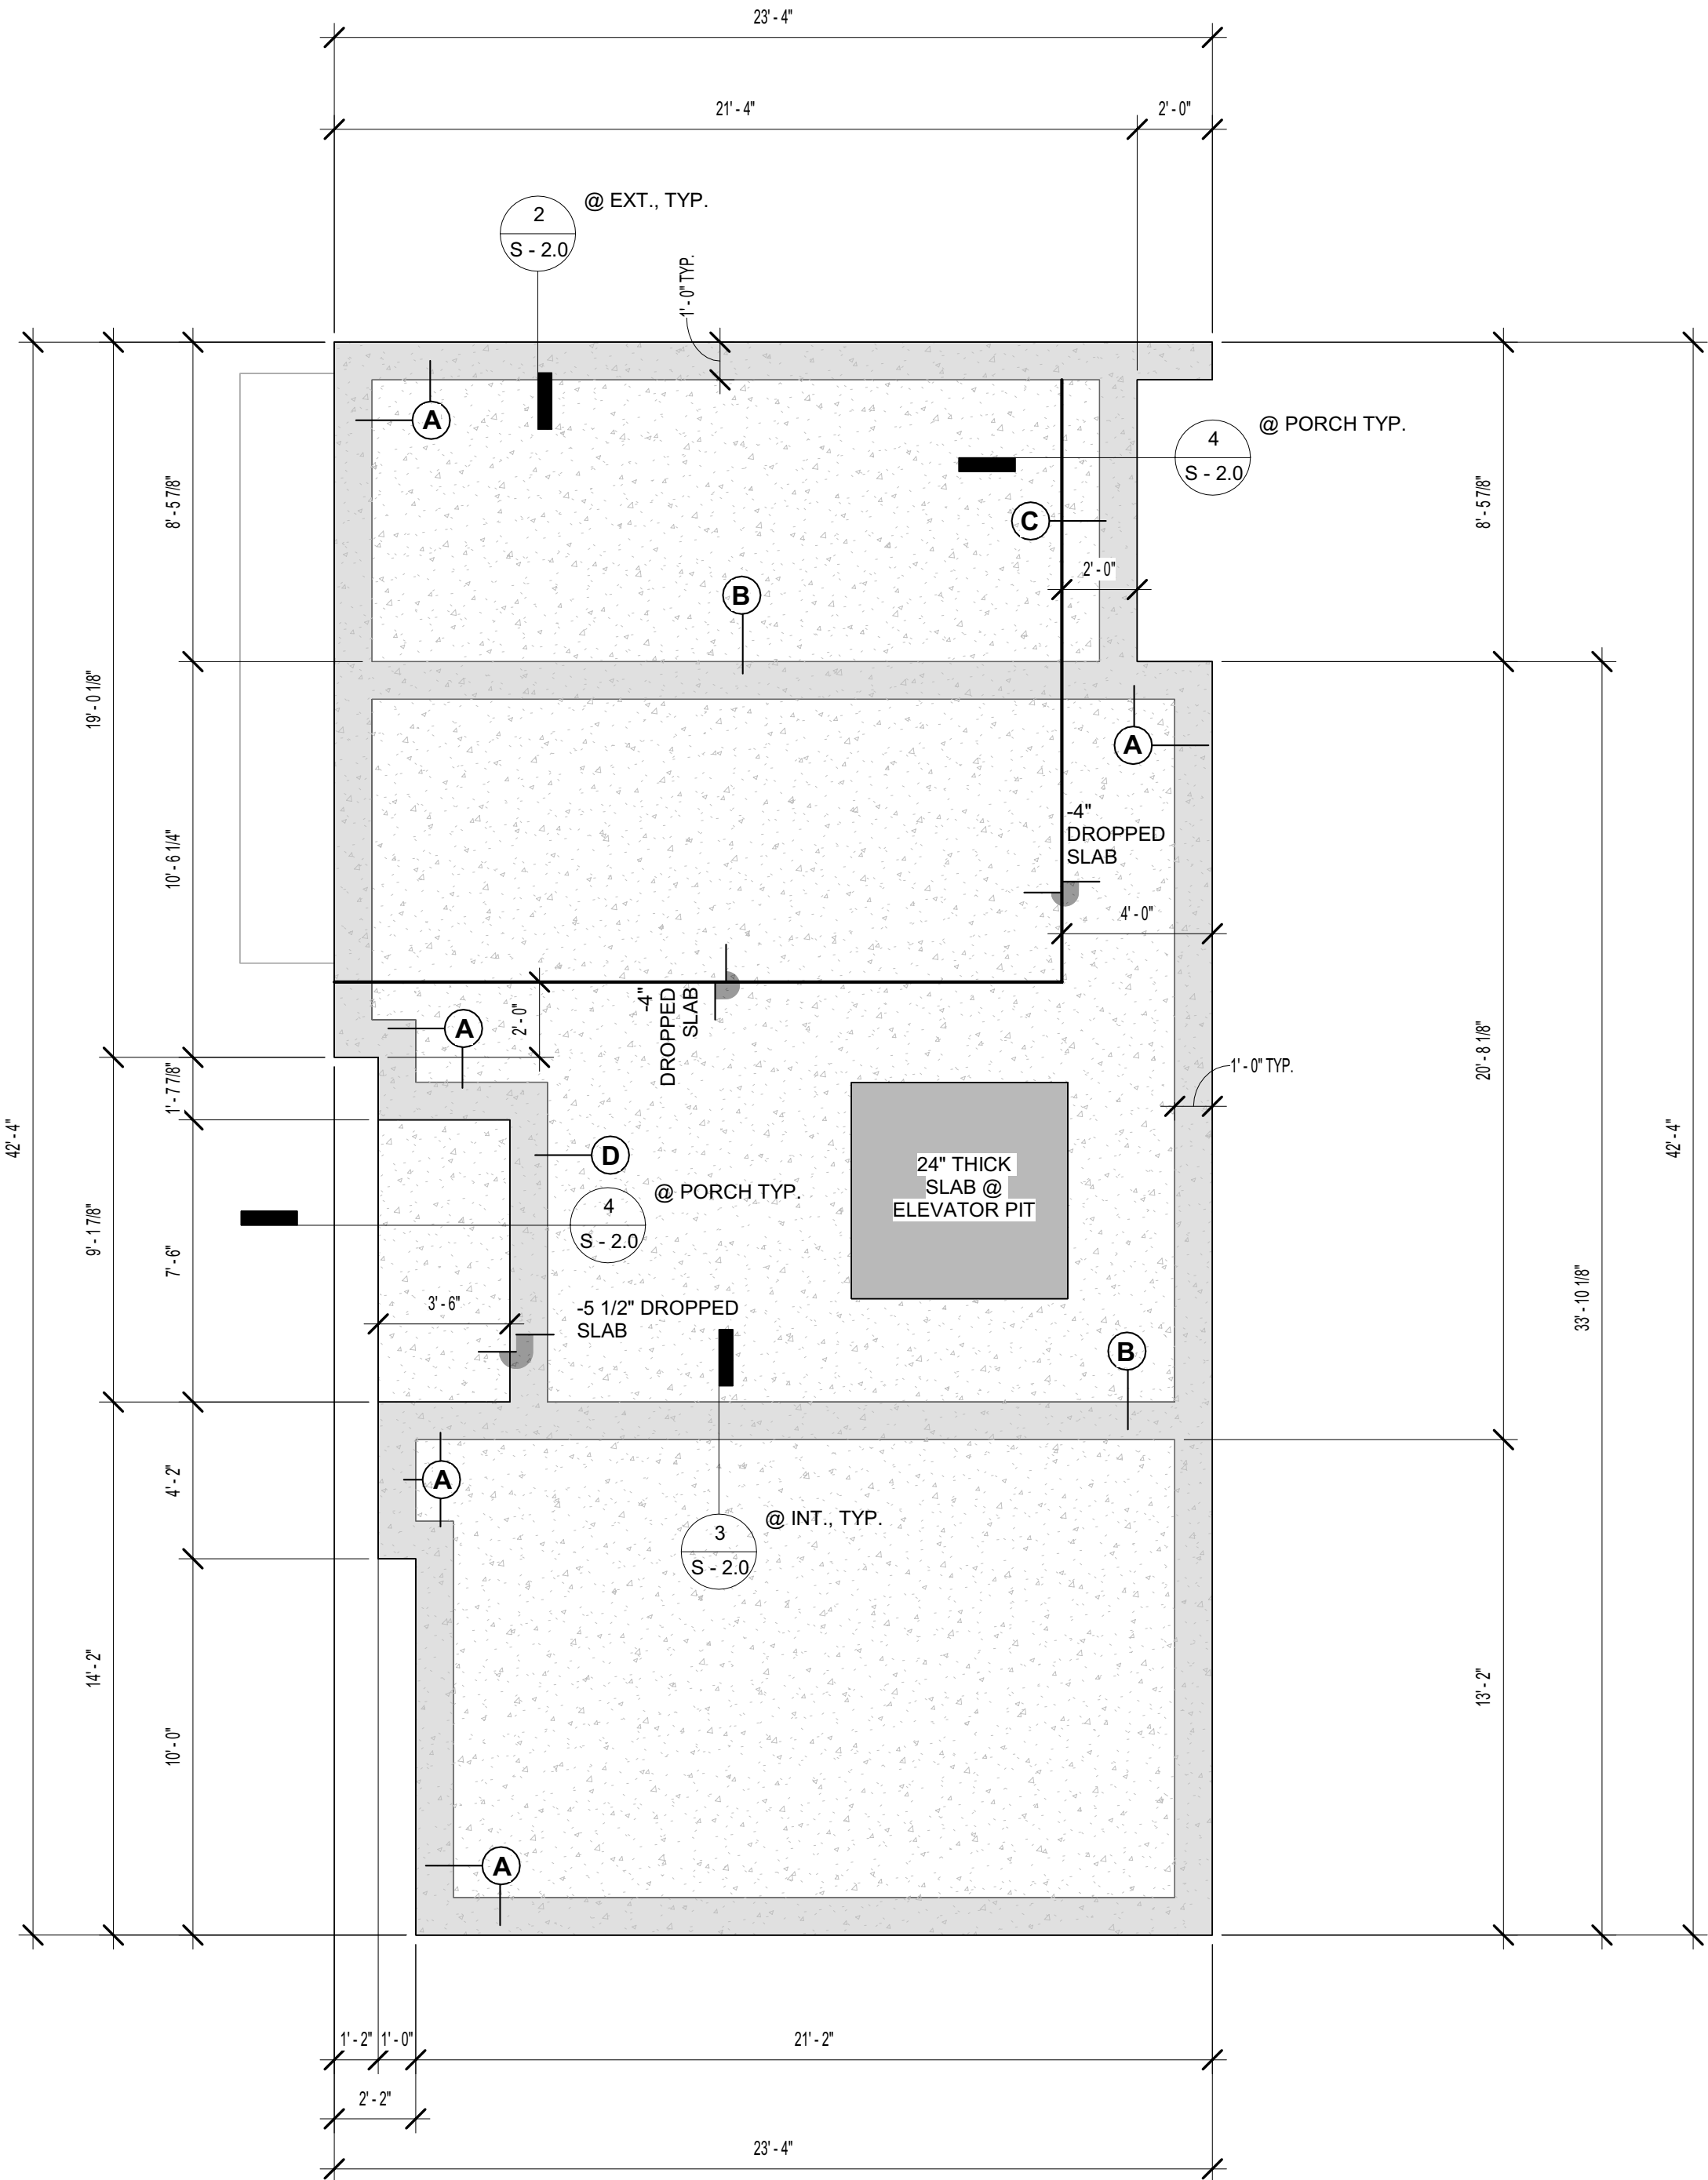 23' - 4"
21' - 4"
2' - 0"
2
S - 2.0
@ EXT., TYP.
1' - 0" TYP.
A
4
S - 2.0
@ PORCH TYP.
8' - 5 7/8"
8' - 5 7/8"
C
2' - 0"
B
19' - 0 1/8"
A
10' - 6 1/4"
-4"
DROPPED
SLAB
4' - 0"
-4"
DROPPED
SLAB
2' - 0"
A
1' - 7 7/8"
20' - 8 1/8"
1' - 0" TYP.
42' - 4"
42' - 4"
D
24" THICK
SLAB @
ELEVATOR PIT
@ PORCH TYP.
4
S - 2.0
9' - 1 7/8"
7' - 6"
3' - 6"
-5 1/2" DROPPED
SLAB
33' - 10 1/8"
B
4' - 2"
A
3
S - 2.0
@ INT., TYP.
14' - 2"
13' - 2"
10' - 0"
A
1' - 2"
1' - 0"
21' - 2"
2' - 2"
23' - 4"